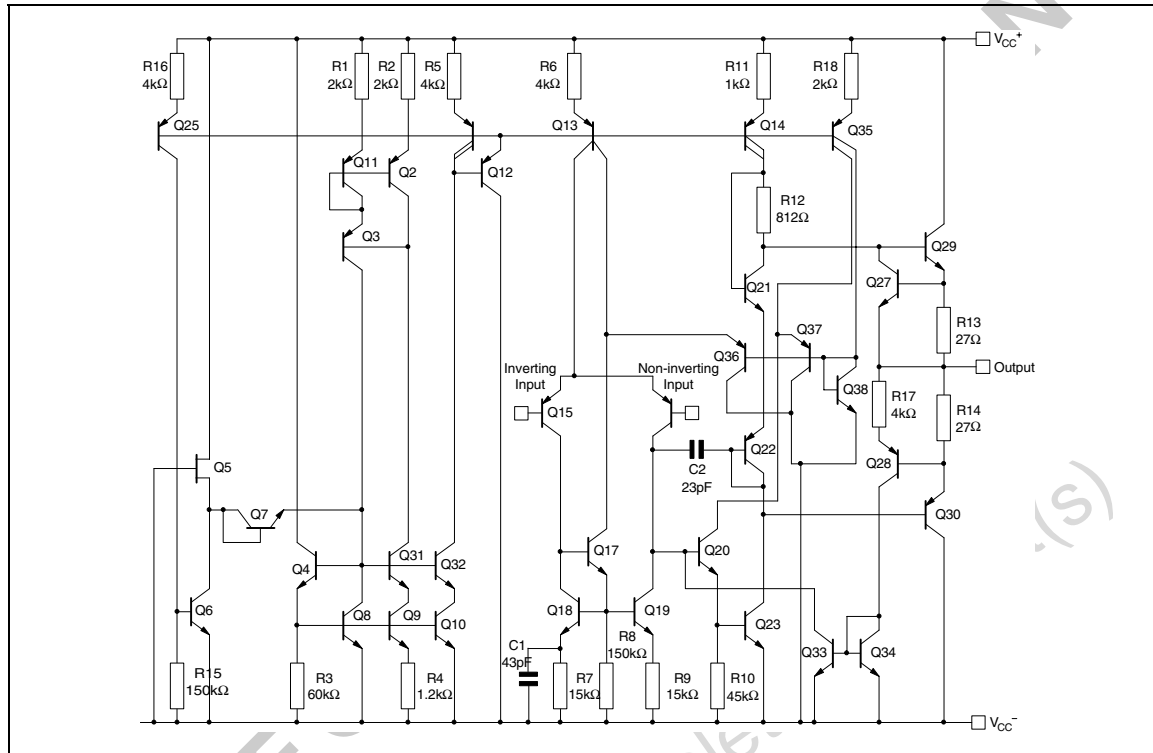 VCC+
R16
4kΩ
R1
2kΩ
R2
2kΩ
R5
4kΩ
R6
4kΩ
R11
1kΩ
R18
2kΩ
Q25
Q13
Q14
Q35
Q11
Q2
Q12
R12
812Ω
Q3
Q29
Q27
Q21
R13
27Ω
Q37
Q36
Inverting
Input
Non-inverting
Input
Output
Q38
Q15
R17
4kΩ
R14
27Ω
Q22
Q5
C2
23pF
Q28
Q7
Q30
Q17
Q20
Q4
Q31
Q32
Q6
Q8
Q9
Q10
Q18
Q19
Q23
C1
43pF
R8
150kΩ
Q33
Q34
R15
150kΩ
R3
60kΩ
R4
1.2kΩ
R7
15kΩ
R9
15kΩ
R10
45kΩ
VCC-
(s)